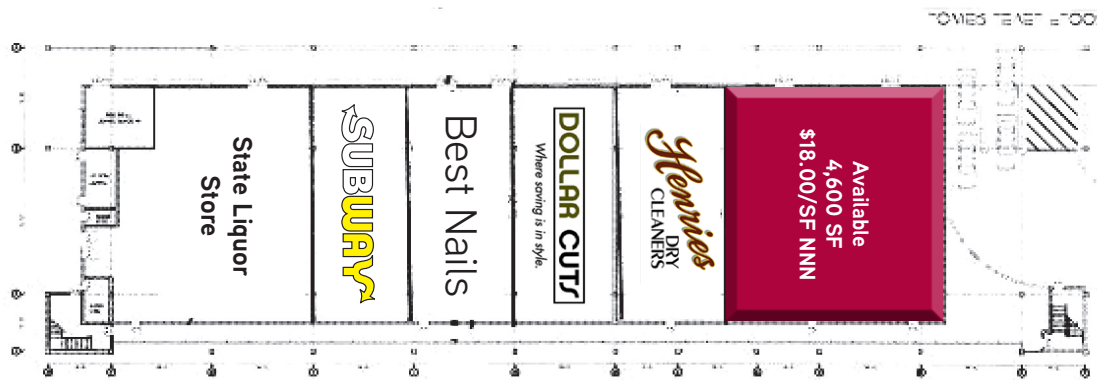 State Liquor
Store
SUBWAY
Best Nails
DOLLAR CUTS
Where saving is in style.
Henries
DRY
CLEANERS
Available
4,600 SF
$18.00/SF NNN